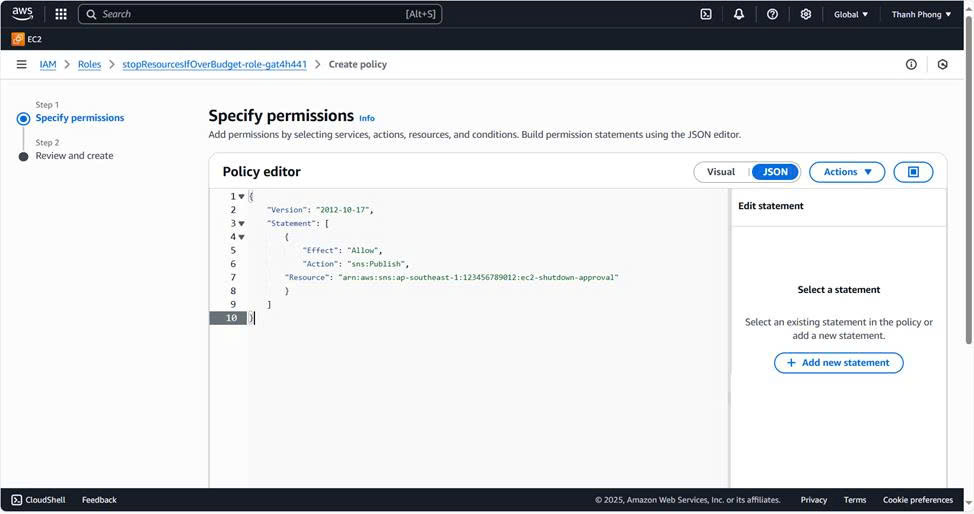 aws
Search [Alt+S]
Global ▼
Thanh Phong ▼
EC2
IAM > Roles > stopResourcesIfOverBudget-role-gat4h441 > Create policy
Step 1
Specify permissions
Step 2
Review and create
Specify permissions Info
Add permissions by selecting services, actions, resources, and conditions. Build permission statements using the JSON editor.
Policy editor
Visual JSON Actions ▼
1 {
2 "Version": "2012-10-17",
3 "Statement": [
4 {
5 "Effect": "Allow",
6 "Action": "sns:Publish",
7 "Resource": "arn:aws:sns:ap-southeast-1:123456789012:ec2-shutdown-approval"
8 }
9 ]
10 }
Edit statement
Select a statement
Select an existing statement in the policy or
add a new statement.
+ Add new statement
CloudShell Feedback
© 2025, Amazon Web Services, Inc. or its affiliates. Privacy Terms Cookie preferences